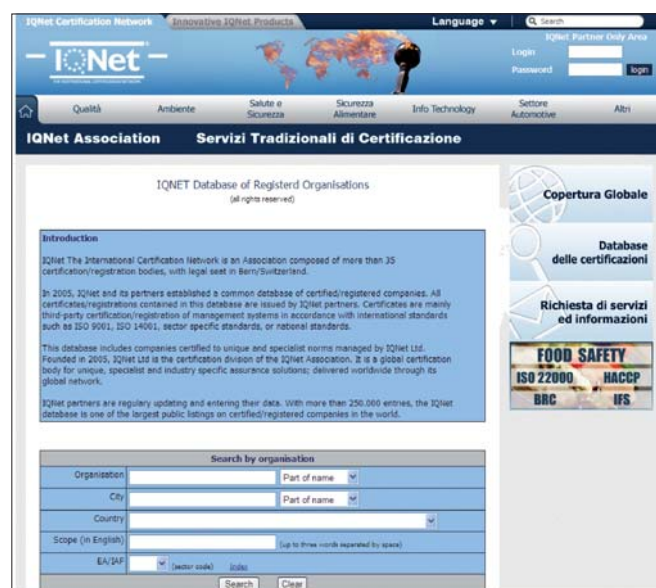 IQNet Certification Network
Innovative IQNet Products
Language
Search
IQNet Partner Only Area
IQNet
THE INTERNATIONAL CERTIFICATION NETWORK
Login
Password
login
Qualità
Ambiente
Salute e Sicurezza
Sicurezza Alimentare
Info Technology
Settore Automotive
Altri
IQNet Association Servizi Tradizionali di Certificazione
IQNET Database of Registerd Organisations
(all rights reserved)
Introduction
IQNet The International Certification Network is an Association composed of more than 35
certification/registration bodies, with legal seat in Bern/Switzerland.
In 2005, IQNet and its partners established a common database of certified/registered companies. All
certificates/registrations contained in this database are issued by IQNet partners. Certificates are mainly
third-party certification/registration of management systems in accordance with international standards
such as ISO 9001, ISO 14001, sector specific standards, or national standards.
This database includes companies certified to unique and specialist norms managed by IQNet Ltd.
Founded in 2005, IQNet Ltd is the certification division of the IQNet Association. It is a global certification
body for unique, specialist and industry specific assurance solutions; delivered worldwide through its
global network.
IQNet partners are regulary updating and entering their data. With more than 250.000 entries, the IQNet
database is one of the largest public listings on certified/registered companies in the world.
Search by organisation
Organisation
Part of name
City
Part of name
Country
Scope (in English)
(up to three words separated by space)
EA/IAF
(sector code)
Index
Search
Clear
Copertura Globale
Database
delle certificazioni
Richiesta di servizi
ed informazioni
FOOD SAFETY
ISO 22000 HACCP
BRC IFS